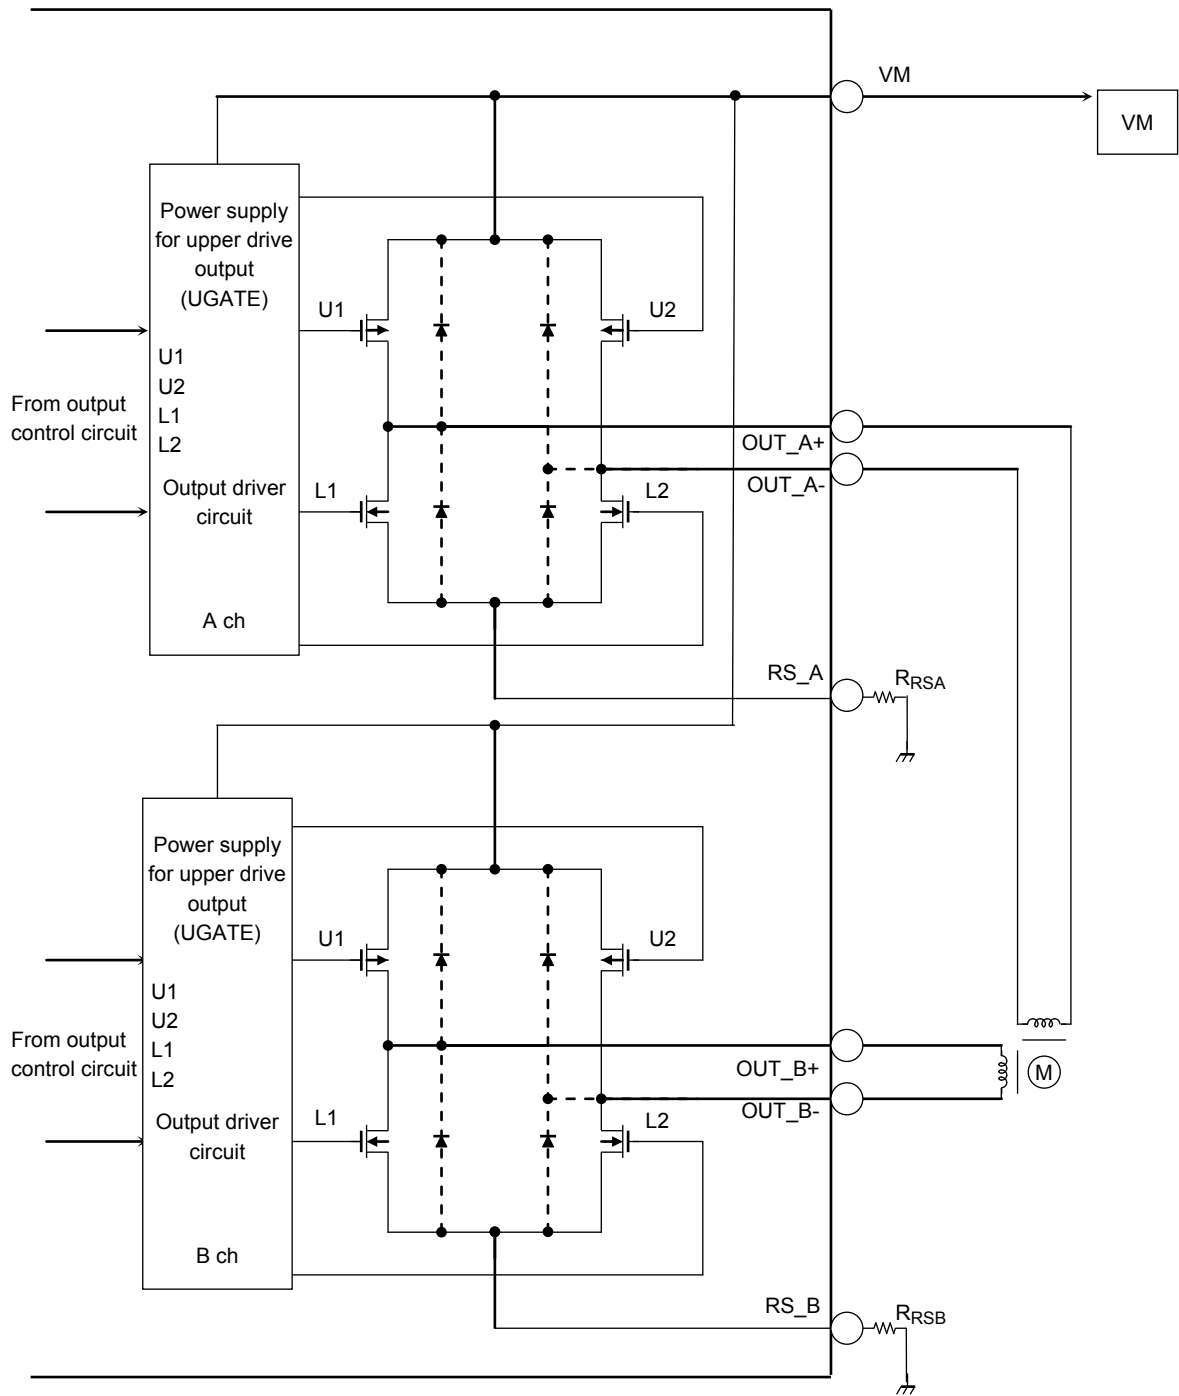 VM
VM
Power supply
for upper drive
output
(UGATE)
U1
U2
U1
U2
L1
L2
From output
control circuit
OUT_A+
OUT_A-
Output driver
circuit
L1
L2
A ch
RS_A
RRSA
Power supply
for upper drive
output
(UGATE)
U1
U2
U1
U2
L1
L2
From output
control circuit
OUT_B+
M
OUT_B-
Output driver
circuit
L1
L2
B ch
RS_B
RRSB